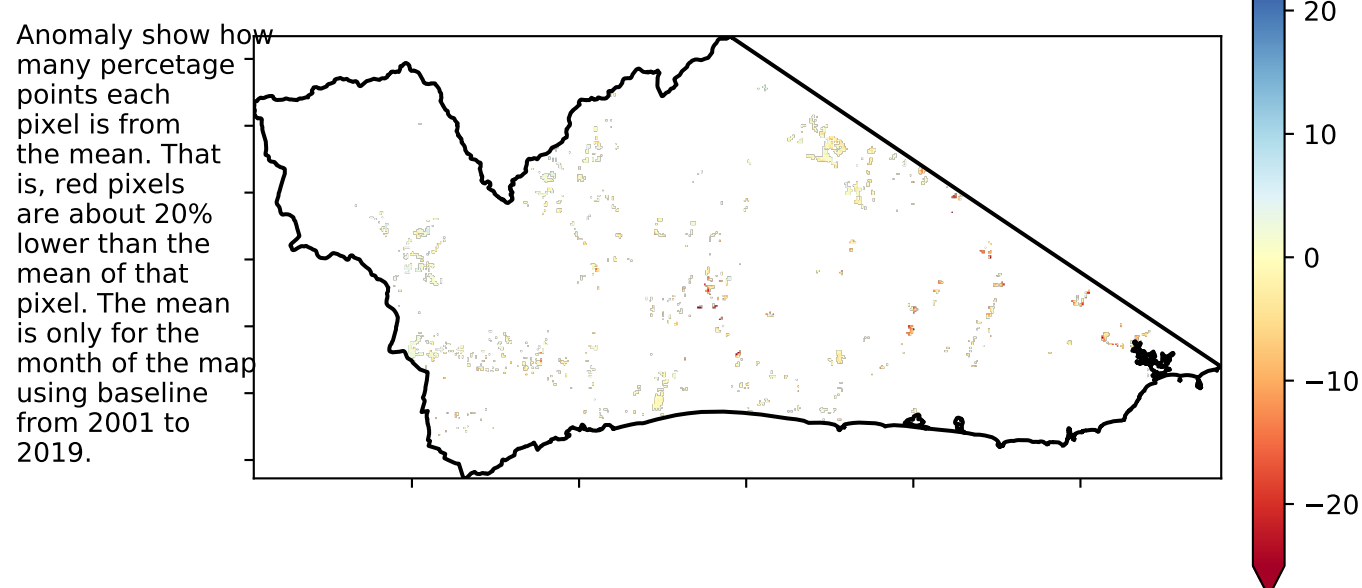 Anomaly show how
many percetage
points each
pixel is from
the mean. That
is, red pixels
are about 20%
lower than the
mean of that
pixel. The mean
is only for the
month of the map
using baseline
from 2001 to
2019.
20
10
0
−10
−20